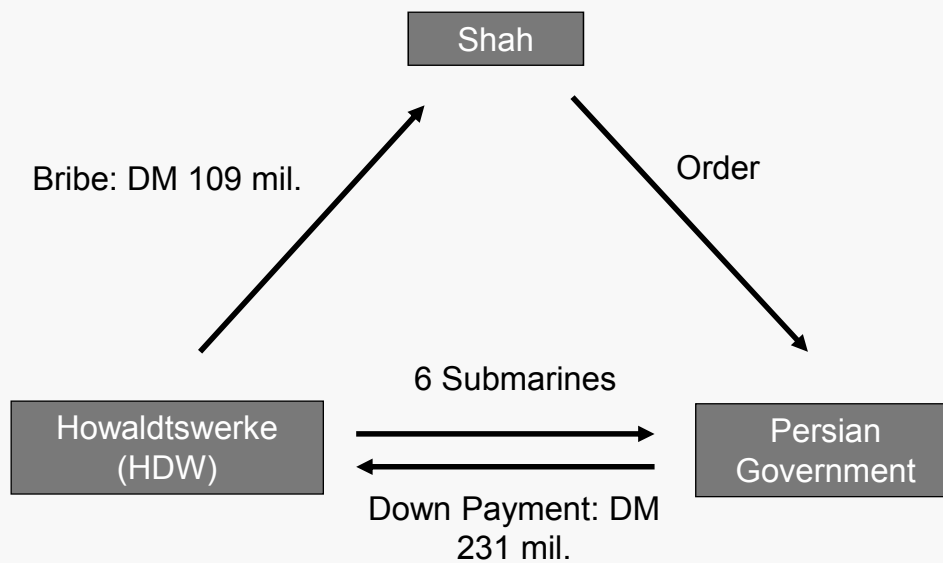 Shah
Bribe: DM 109 mil.
Order
6 Submarines
Howaldtswerke
(HDW)
Persian
Government
Down Payment: DM
231 mil.